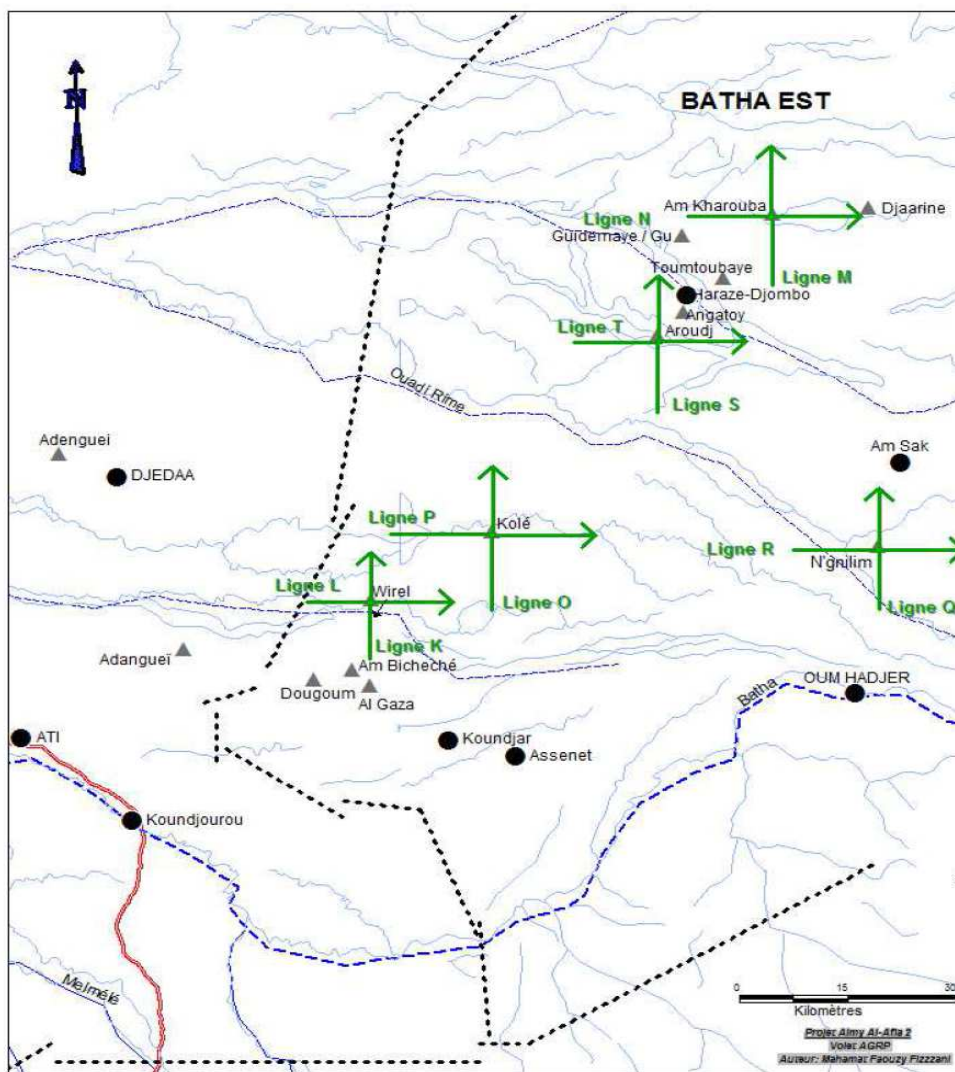 N
BATHA EST
Am Kharouba
Djaarine
Ligne N
Guidernaye / Gu
Toumtoubaye
Ligne M
Haraze-Djombo
Angatoy
Ligne T
Aroudj
Ouadi Rime
Ligne S
Adenguei
DJEDAA
Am Sak
Ligne P
Kolé
Ligne R
N'gnilim
Ligne L
Wirel
Ligne O
Ligne Q
Ligne K
Adangueï
Am Bicheché
Dougoum
Al Gaza
Batha
OUM HADJER
ATI
Koundjar
Assenet
Koundjourou
Melmélé
0 15 30
Kilomètres
Projet Almy Al-Afia 2
Volet AGRP
Auteur: Mahamat Faouzy Fizzzani